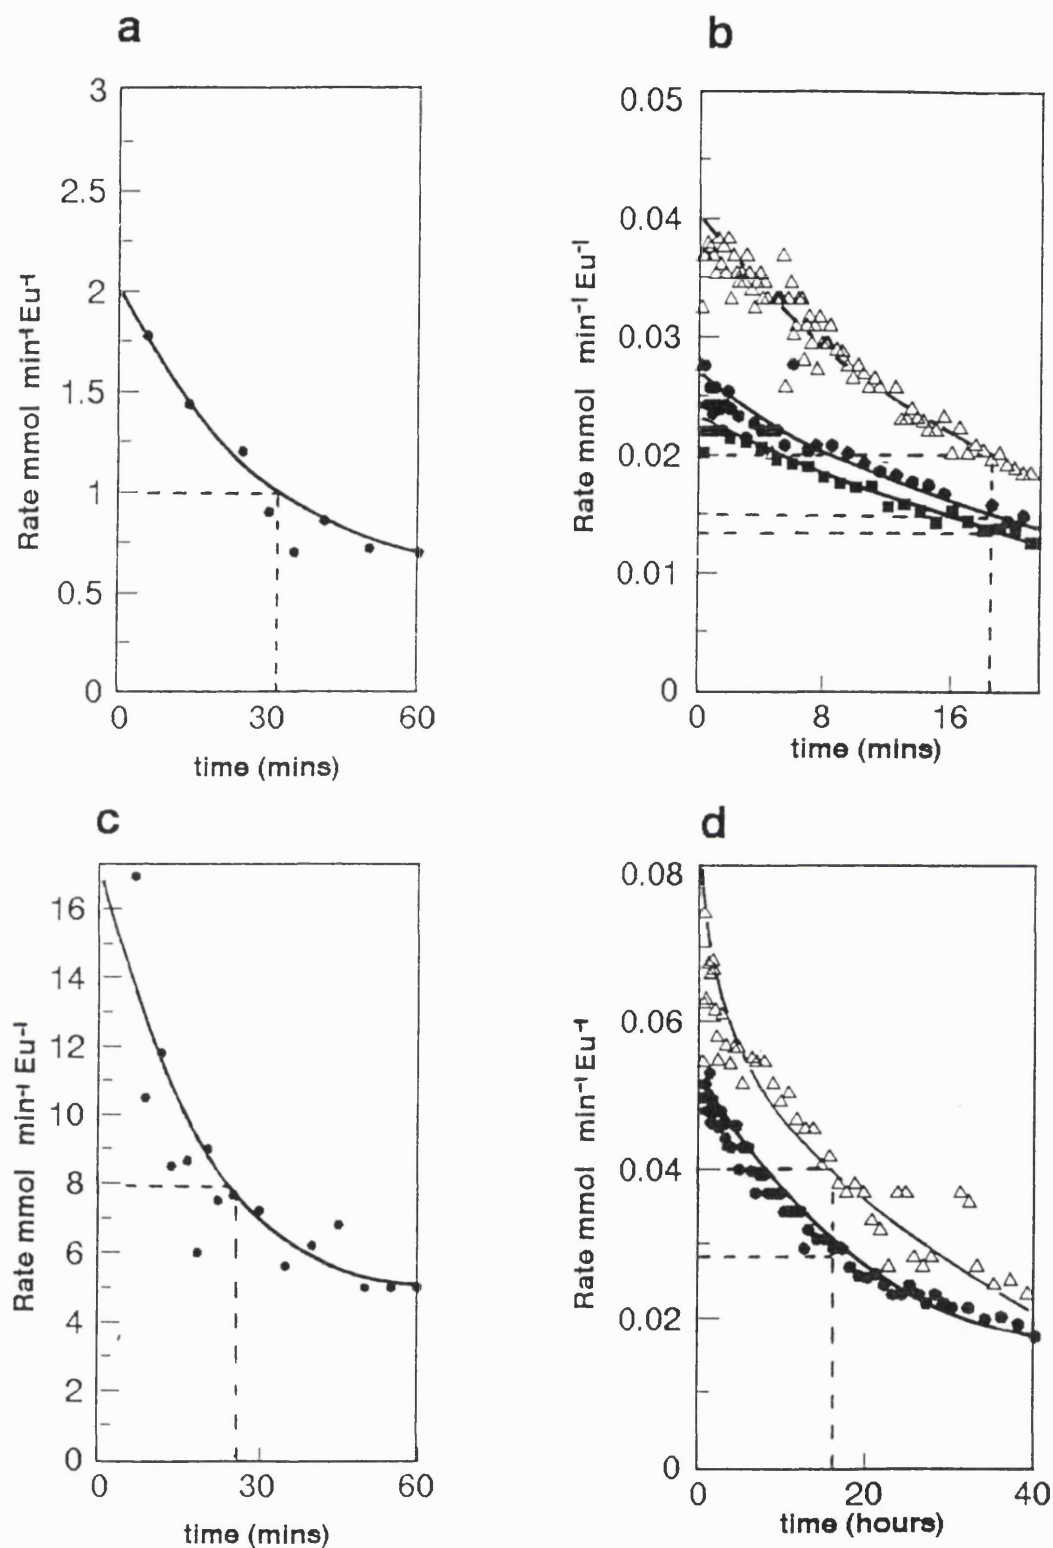 a
3
2.5
2
1.5
1
0.5
0
0 30 60
Rate mmol min⁻¹Eu⁻¹
time (mins)
b
0.05
0.04
0.03
0.02
0.01
0
0 8 16
Rate mmol min⁻¹ Eu⁻¹
time (mins)
c
16
14
12
10
8
6
4
2
0
0 30 60
Rate mmol min⁻¹ Eu⁻¹
time (mins)
d
0.08
0.06
0.04
0.02
0
0 20 40
Rate mmol min⁻¹ Eu⁻¹
time (hours)